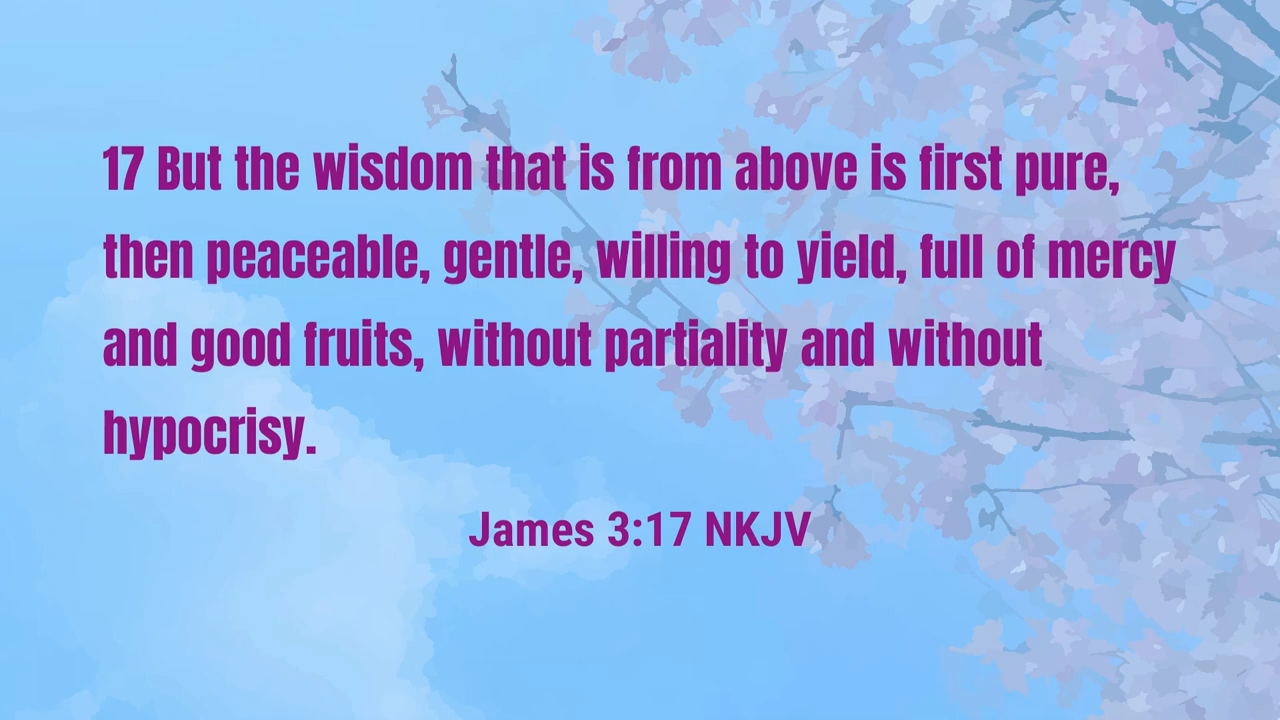 17 But the wisdom that is from above is first pure,
then peaceable, gentle, willing to yield, full of mercy
and good fruits, without partiality and without
hypocrisy.
James 3:17 NKJV